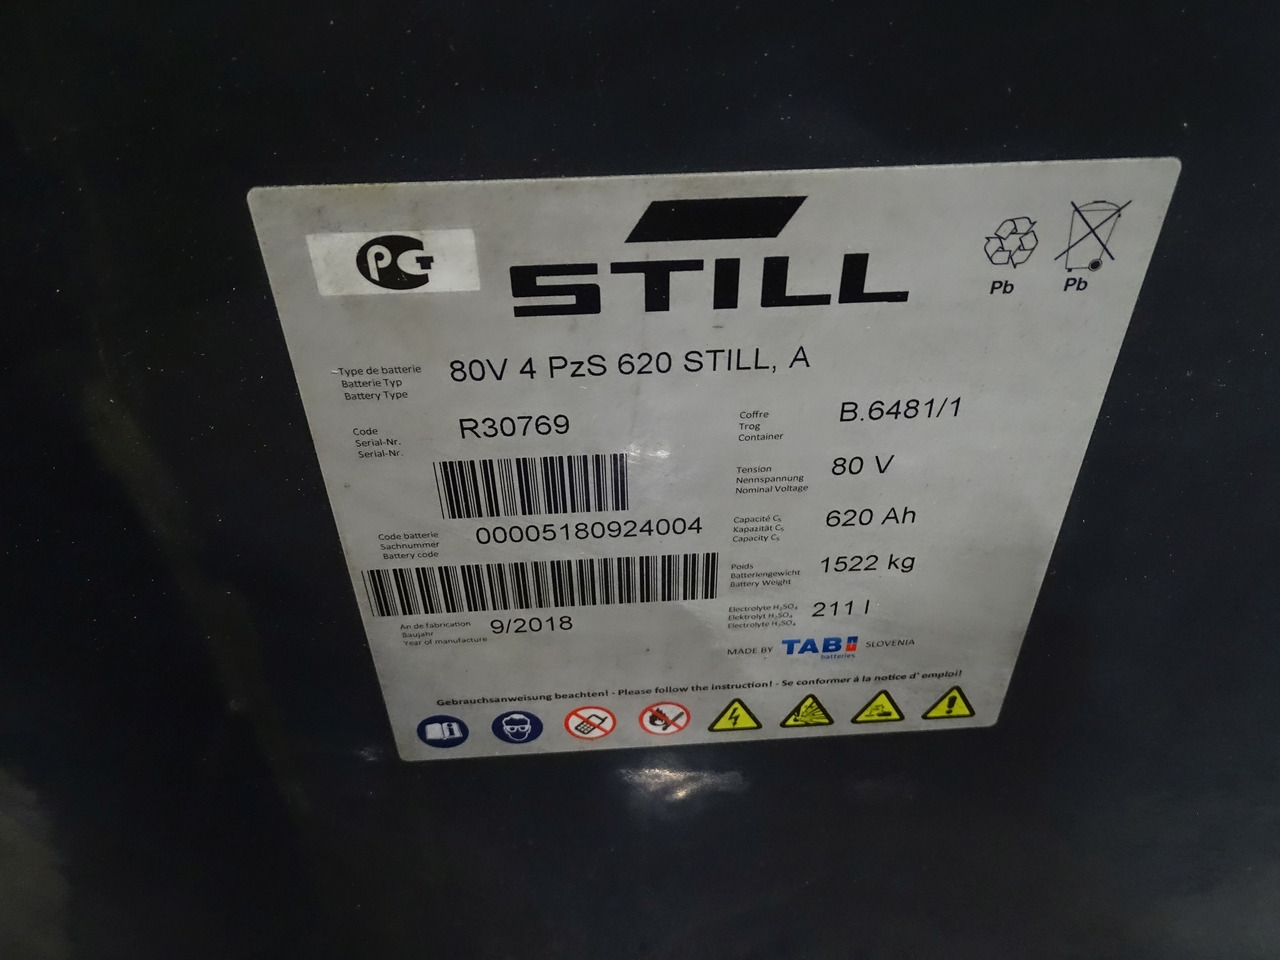 РСТ
STILL
Pb
Pb
Type de batterie
Batterie Typ
Battery Type
80V 4 PzS 620 STILL, A
Code
Serial-Nr.
Serial-Nr.
R30769
Coffre
Trog
Container
B.6481/1
Tension
Nennspannung
Nominal Voltage
80 V
Code batterie
Sachnummer
Battery code
00005180924004
Capacité C₅
Kapazität C₅
Capacity C₅
620 Ah
Poids
Batteriengewicht
Battery Weight
1522 kg
An de fabrication
Baujahr
Year of manufacture
9/2018
Electrolyte H₂SO₄
Elektrolyt H₂SO₄
Electrolyte H₂SO₄
211 l
MADE BY TAB batteries SLOVENIA
Gebrauchsanweisung beachten! - Please follow the instruction! - Se conformer à la notice d' emploi!